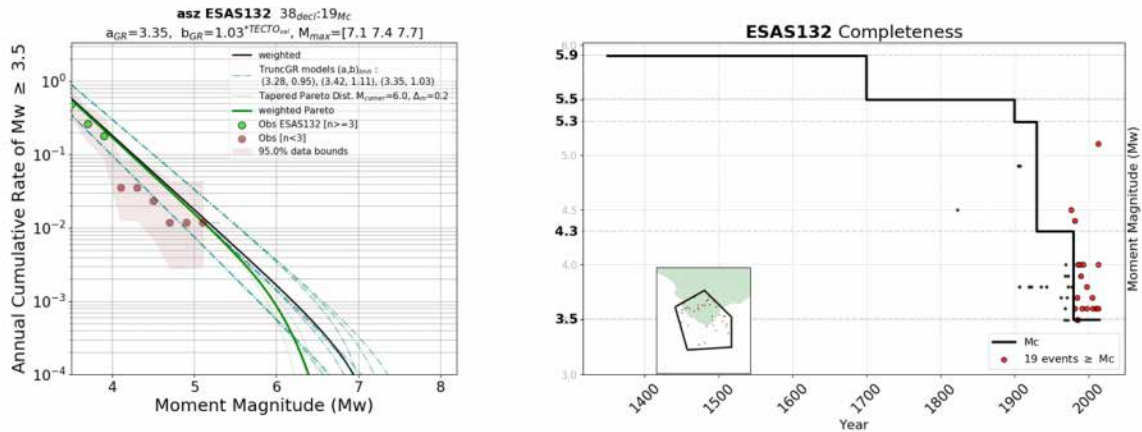 asz ESAS132 38decl:19Mc
aGR=3.35, bGR=1.03*TECTOval, Mmax=[7.1 7.4 7.7]
weighted
TruncGR models (a,b)limit :
(3.28, 0.95), (3.42, 1.11), (3.35, 1.03)
Tapered Pareto Dist. Mcorner=6.0, Δm=0.2
weighted Pareto
Obs ESAS132 [n>=3]
Obs [n<3]
95.0% data bounds
Annual Cumulative Rate of Mw ≥ 3.5
10^0
10^-1
10^-2
10^-3
10^-4
4 5 6 7 8
Moment Magnitude (Mw)
ESAS132 Completeness
6.0
5.9
5.5
5.3
5.0
4.5
4.3
4.0
3.5
3.0
Moment Magnitude (Mw)
Mc
19 events ≥ Mc
1400 1500 1600 1700 1800 1900 2000
Year